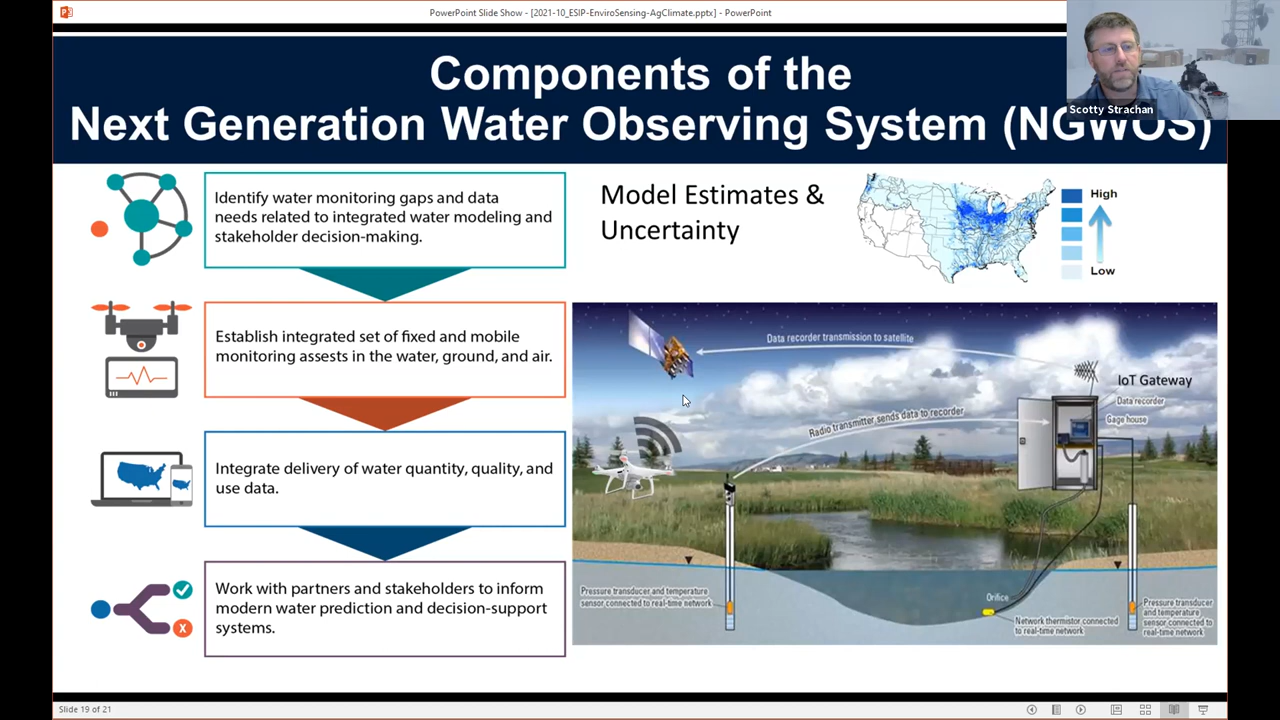 PowerPoint Slide Show - [2021-10_ESIP-EnviroSensing-AgClimate.pptx] - PowerPoint
Scotty Strachan
Components of the
Next Generation Water Observing System (NGWOS)
Identify water monitoring gaps and data
needs related to integrated water modeling and
stakeholder decision-making.
Establish integrated set of fixed and mobile
monitoring assests in the water, ground, and air.
Integrate delivery of water quantity, quality, and
use data.
Work with partners and stakeholders to inform
modern water prediction and decision-support
systems.
Model Estimates &
Uncertainty
High
Low
Data recorder transmission to satellite
IoT Gateway
Data recorder
Gage house
Radio transmitter sends data to recorder
Pressure transducer and temperature
sensor connected to real-time network
Orifice
Network thermistor connected
to real-time network
Pressure transducer
and temperature
sensor connected to
real-time network
Slide 19 of 21